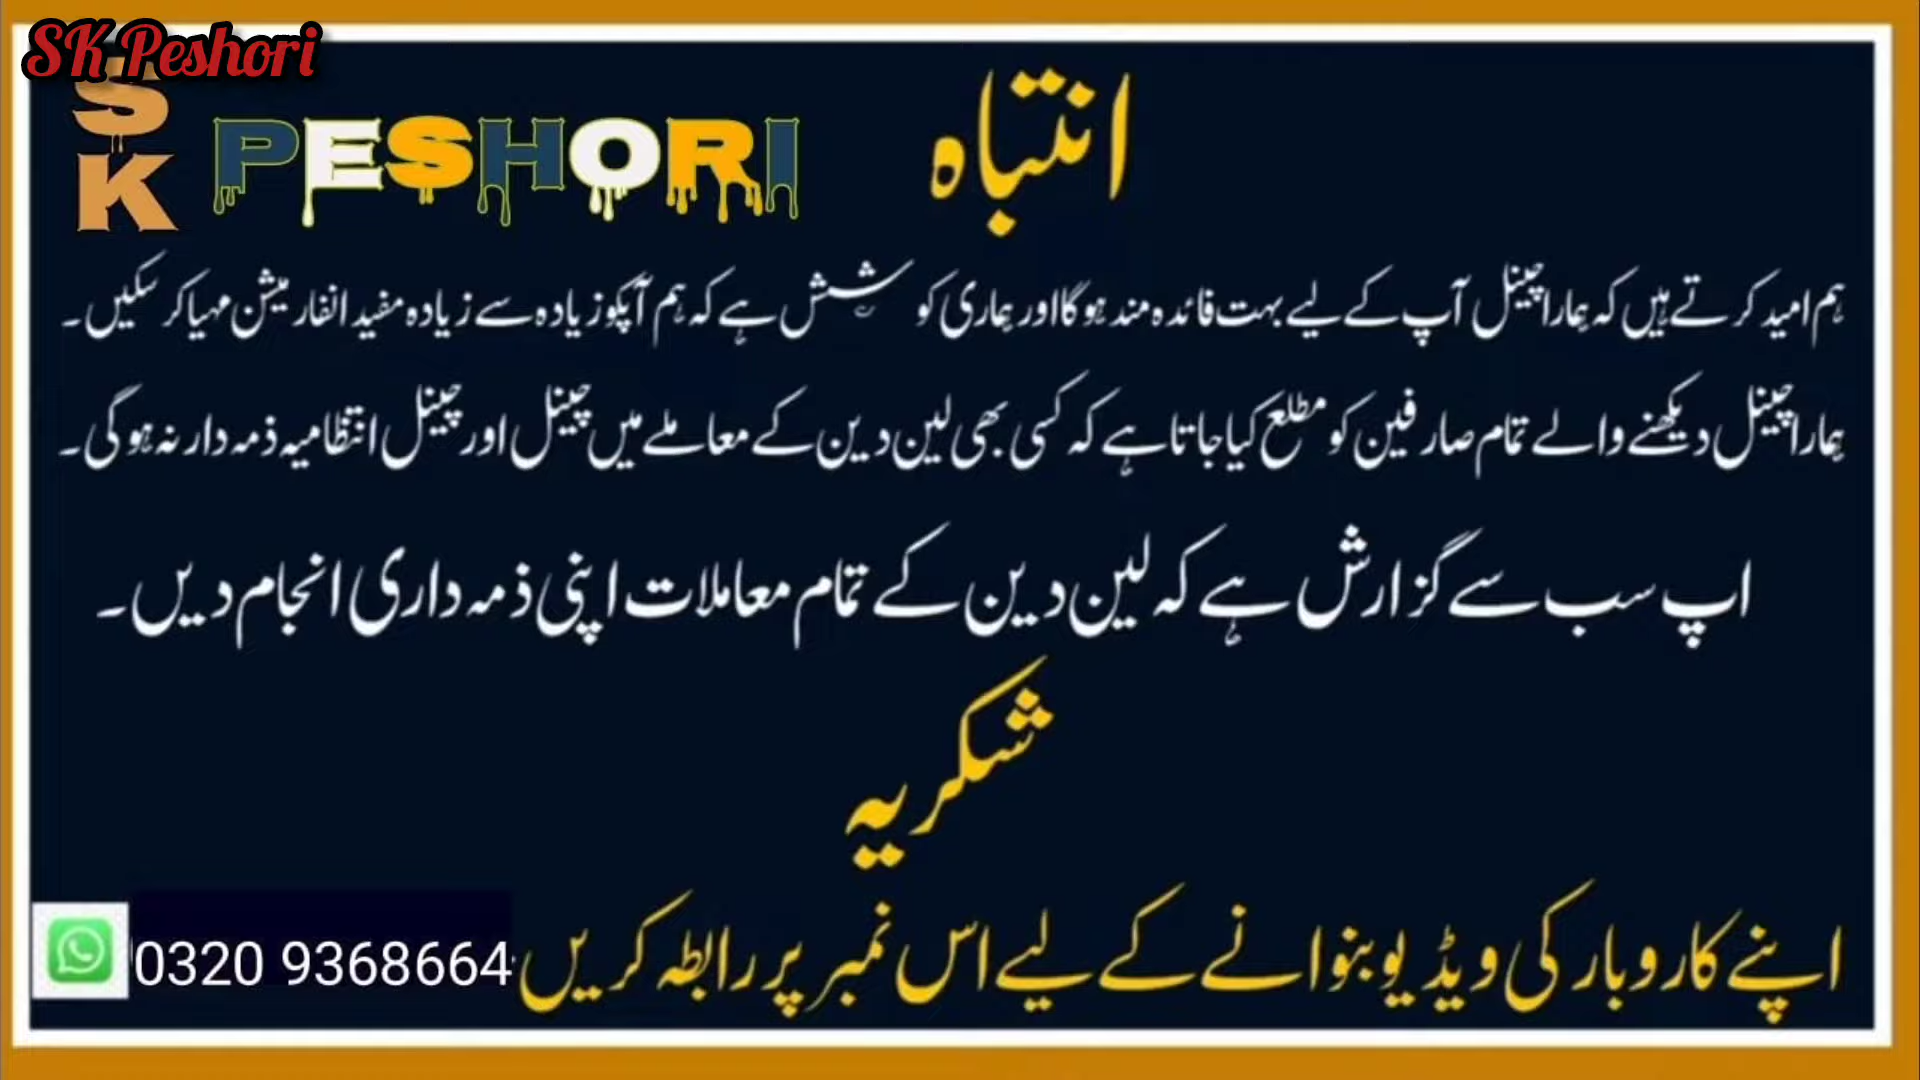 SK Peshori
SK PESHORI انتباہ
ہم امید کرتے ہیں کہ ہمارا چینل آپ کے لیے بہت فائدہ مند ہوگا اور ہماری کوشش ہے کہ ہم آپکو زیادہ سے زیادہ مفید انفارمیشن مہیا کر سکیں۔
ہمارا چینل دیکھنے والے تمام صارفین کو مطلع کیا جاتا ہے کہ کسی بھی لین دین کے معاملے میں چینل اور چینل انتظامیہ ذمہ دار نہ ہوگی۔
اپ سب سے گزارش ہے کہ لین دین کے تمام معاملات اپنی ذمہ داری انجام دیں۔
شکریہ
اپنے کاروبار کی ویڈیو بنوانے کے لیے اس نمبر پر رابطہ کریں 0320 9368664